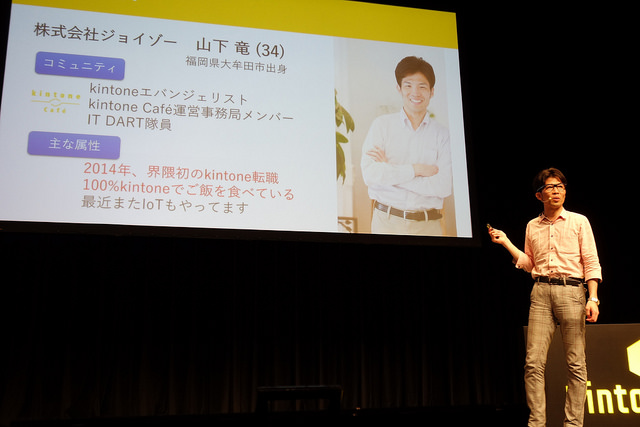 株式会社ジョイゾー 山下 竜 (34)
福岡県大牟田市出身
コミュニティ
kintone
Café
kintoneエバンジェリスト
kintone Café運営事務局メンバー
IT DART隊員
主な属性
2014年、界隈初のkintone転職
100%kintoneでご飯を食べている
最近またIoTもやってます
kinto